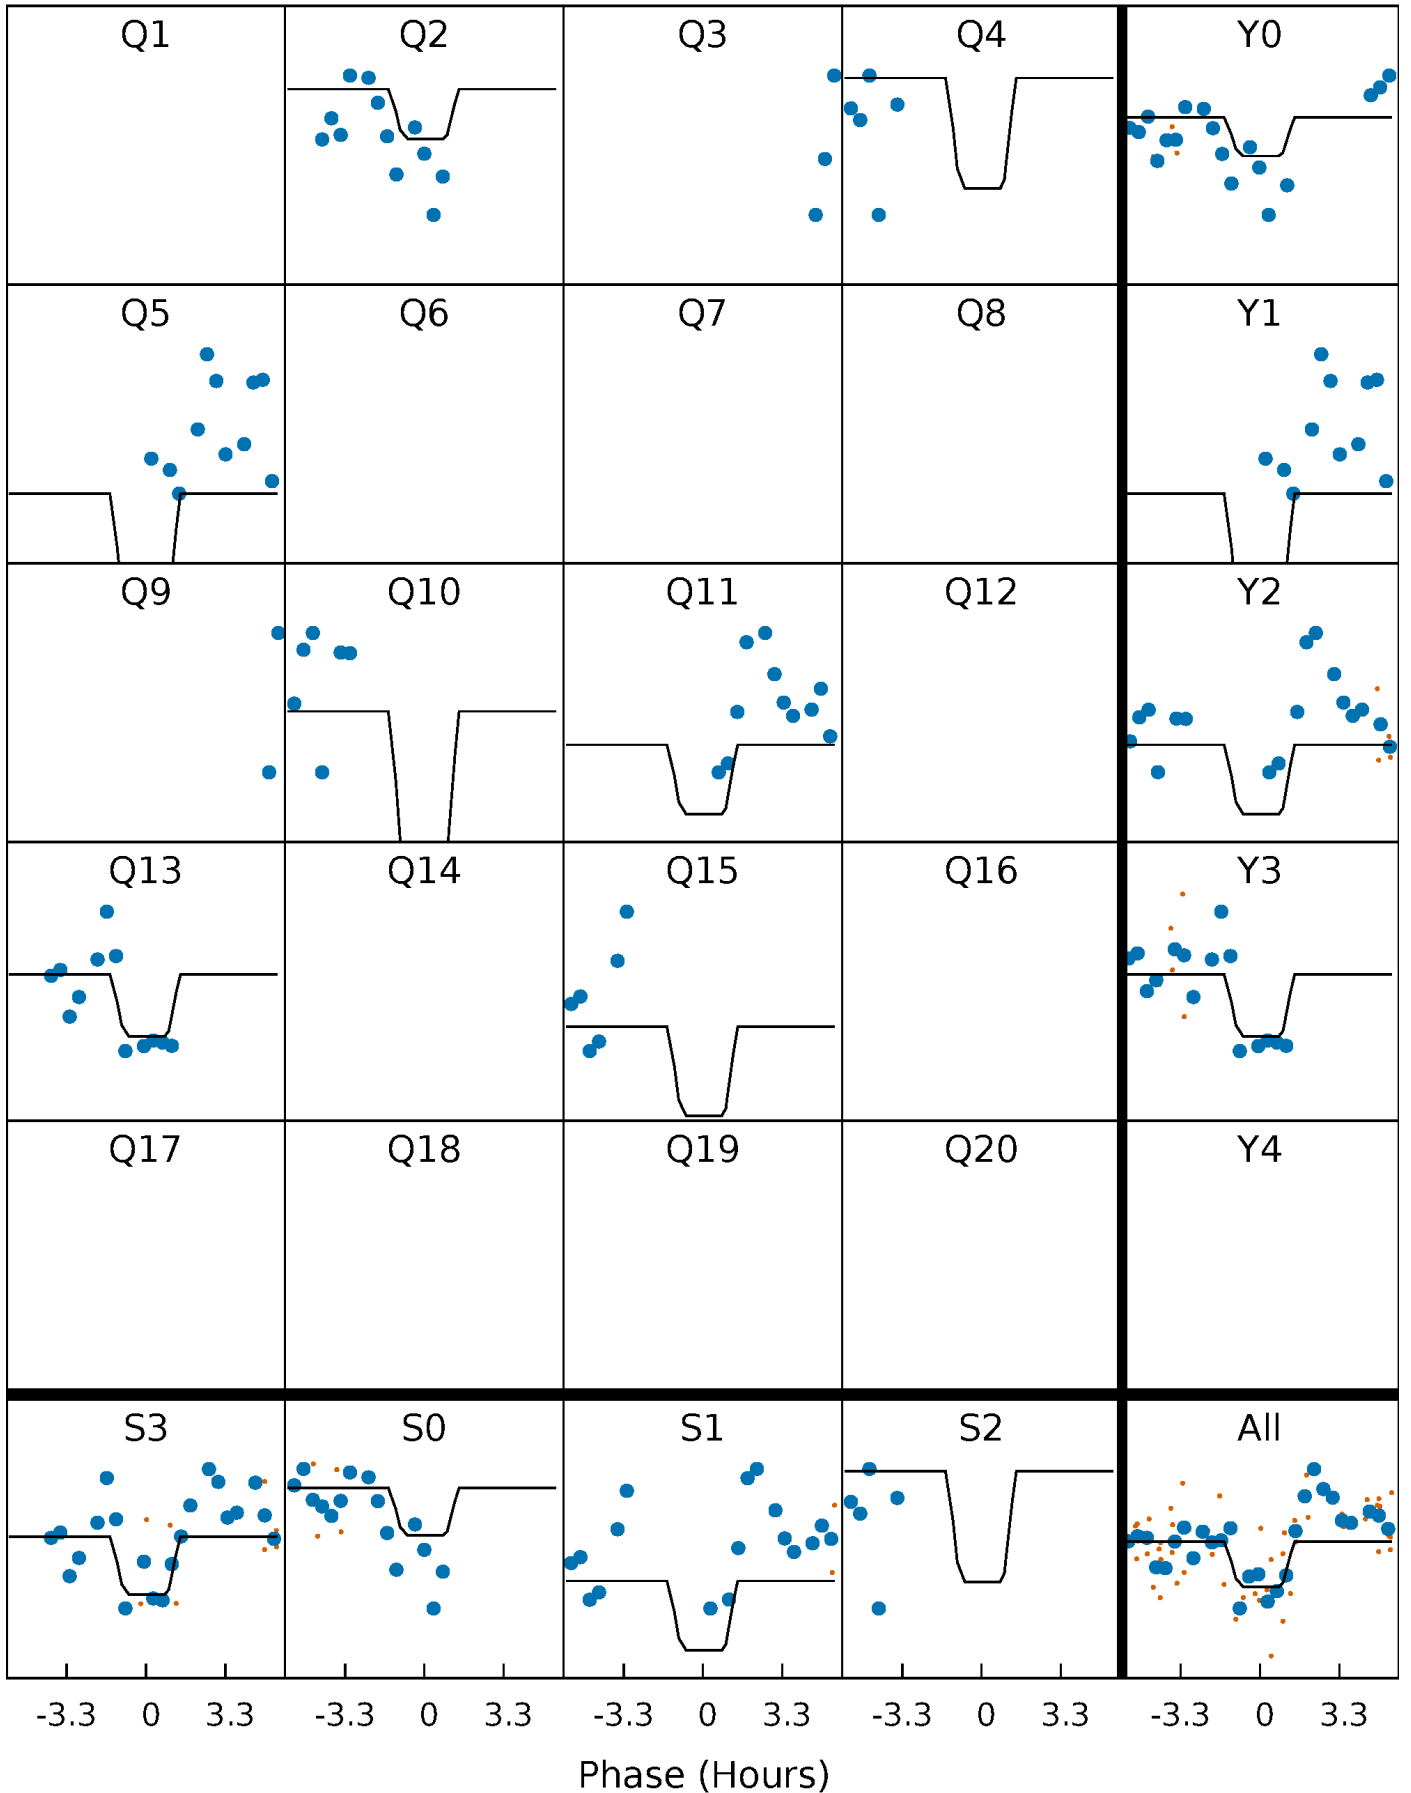 Q1 Q2 Q3 Q4 Y0
Q5 Q6 Q7 Q8 Y1
Q9 Q10 Q11 Q12 Y2
Q13 Q14 Q15 Q16 Y3
Q17 Q18 Q19 Q20 Y4
S3 S0 S1 S2 All
-3.3 0 3.3 -3.3 0 3.3 -3.3 0 3.3 -3.3 0 3.3 -3.3 0 3.3
Phase (Hours)